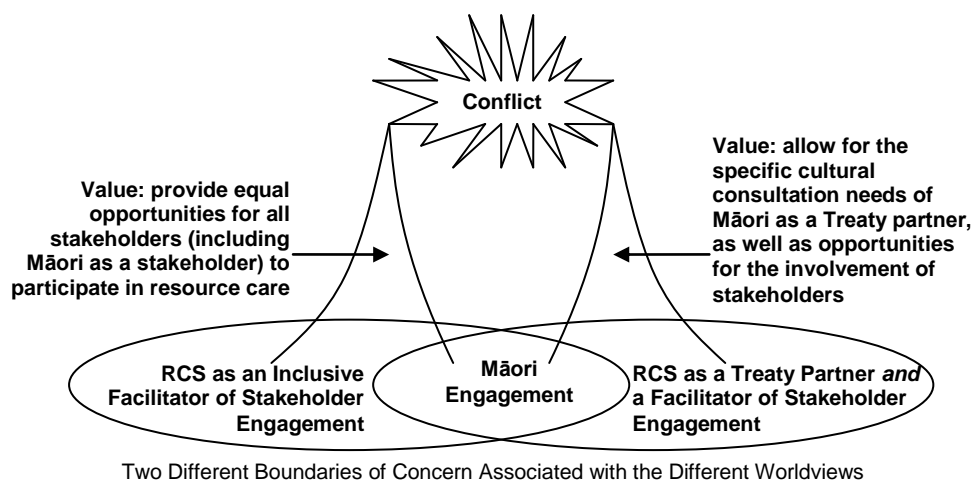 Conflict
Value: provide equal
opportunities for all
stakeholders (including
Māori as a stakeholder) to
participate in resource care
Value: allow for the
specific cultural
consultation needs of
Māori as a Treaty partner,
as well as opportunities
for the involvement of
stakeholders
RCS as an Inclusive
Facilitator of Stakeholder
Engagement
Māori
Engagement
RCS as a Treaty Partner and
a Facilitator of Stakeholder
Engagement
Two Different Boundaries of Concern Associated with the Different Worldviews